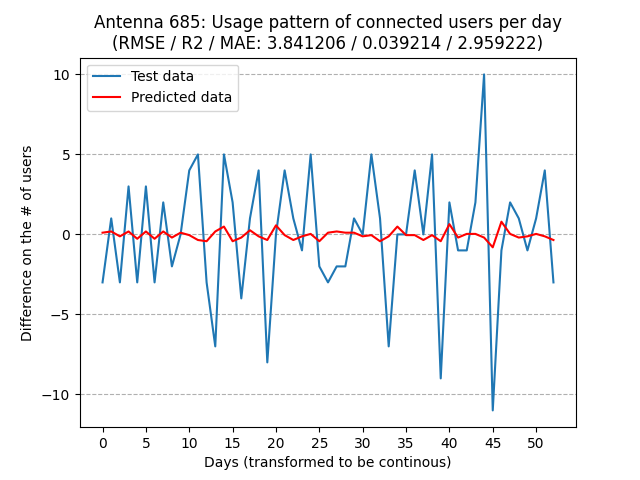 Antenna 685: Usage pattern of connected users per day
(RMSE / R2 / MAE: 3.841206 / 0.039214 / 2.959222)
Test data
Predicted data
Difference on the # of users
10
5
0
−5
−10
0 5 10 15 20 25 30 35 40 45 50
Days (transformed to be continous)